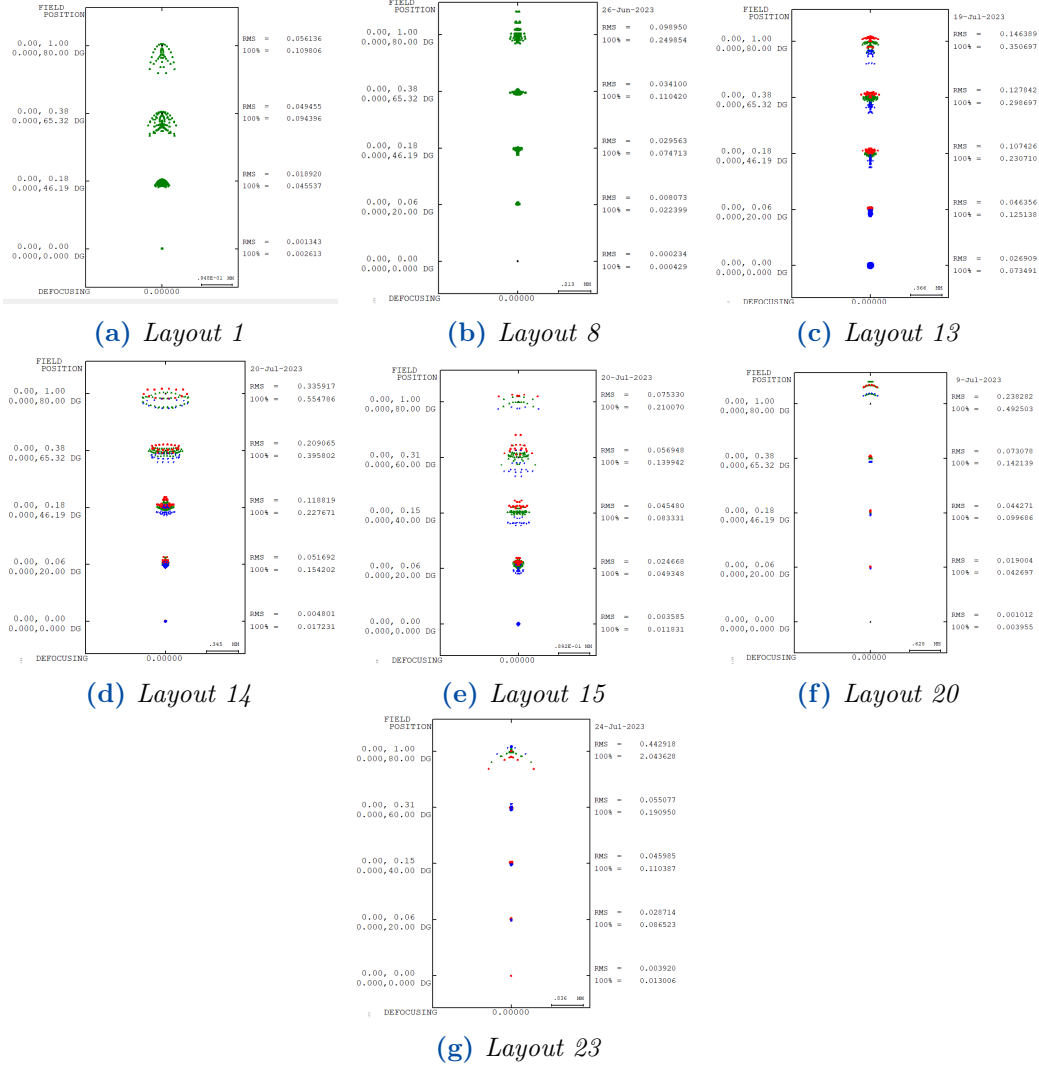 FIELD
POSITION
0.00, 1.00
0.000,80.00 DG
RMS = 0.056136
100% = 0.109806
0.00, 0.38
0.000,65.32 DG
RMS = 0.049455
100% = 0.094396
0.00, 0.18
0.000,46.19 DG
RMS = 0.018920
100% = 0.045537
0.00, 0.00
0.000,0.000 DG
RMS = 0.001343
100% = 0.002613
.948E-01 MM
DEFOCUSING 0.00000
(a) Layout 1
FIELD
POSITION
26-Jun-2023
0.00, 1.00
0.000,80.00 DG
RMS = 0.098950
100% = 0.249854
0.00, 0.38
0.000,65.32 DG
RMS = 0.034100
100% = 0.110420
0.00, 0.18
0.000,46.19 DG
RMS = 0.029563
100% = 0.074713
0.00, 0.06
0.000,20.00 DG
RMS = 0.008073
100% = 0.022399
0.00, 0.00
0.000,0.000 DG
RMS = 0.000234
100% = 0.000429
.213 MM
DEFOCUSING 0.00000
(b) Layout 8
FIELD
POSITION
19-Jul-2023
0.00, 1.00
0.000,80.00 DG
RMS = 0.146389
100% = 0.350697
0.00, 0.38
0.000,65.32 DG
RMS = 0.127842
100% = 0.298697
0.00, 0.18
0.000,46.19 DG
RMS = 0.107426
100% = 0.230710
0.00, 0.06
0.000,20.00 DG
RMS = 0.046356
100% = 0.125138
0.00, 0.00
0.000,0.000 DG
RMS = 0.026909
100% = 0.073491
.366 MM
DEFOCUSING 0.00000
(c) Layout 13
FIELD
POSITION
20-Jul-2023
0.00, 1.00
0.000,80.00 DG
RMS = 0.335917
100% = 0.554786
0.00, 0.38
0.000,65.32 DG
RMS = 0.209065
100% = 0.395802
0.00, 0.18
0.000,46.19 DG
RMS = 0.118819
100% = 0.227671
0.00, 0.06
0.000,20.00 DG
RMS = 0.051692
100% = 0.154202
0.00, 0.00
0.000,0.000 DG
RMS = 0.004801
100% = 0.017231
.345 MM
DEFOCUSING 0.00000
(d) Layout 14
FIELD
POSITION
20-Jul-2023
0.00, 1.00
0.000,80.00 DG
RMS = 0.075330
100% = 0.210070
0.00, 0.31
0.000,60.00 DG
RMS = 0.056948
100% = 0.139942
0.00, 0.15
0.000,40.00 DG
RMS = 0.045480
100% = 0.083331
0.00, 0.06
0.000,20.00 DG
RMS = 0.024668
100% = 0.049348
0.00, 0.00
0.000,0.000 DG
RMS = 0.003585
100% = 0.011831
.892E-01 MM
DEFOCUSING 0.00000
(e) Layout 15
FIELD
POSITION
9-Jul-2023
0.00, 1.00
0.000,80.00 DG
RMS = 0.238282
100% = 0.492503
0.00, 0.38
0.000,65.32 DG
RMS = 0.073078
100% = 0.142139
0.00, 0.18
0.000,46.19 DG
RMS = 0.044271
100% = 0.099686
0.00, 0.06
0.000,20.00 DG
RMS = 0.019004
100% = 0.042697
0.00, 0.00
0.000,0.000 DG
RMS = 0.001012
100% = 0.003955
MM
DEFOCUSING 0.00000
(f) Layout 20
FIELD
POSITION
24-Jul-2023
0.00, 1.00
0.000,80.00 DG
RMS = 0.442918
100% = 2.043628
0.00, 0.31
0.000,60.00 DG
RMS = 0.055077
100% = 0.190950
0.00, 0.15
0.000,40.00 DG
RMS = 0.045985
100% = 0.110387
0.00, 0.06
0.000,20.00 DG
RMS = 0.028714
100% = 0.086523
0.00, 0.00
0.000,0.000 DG
RMS = 0.003920
100% = 0.013006
MM
DEFOCUSING 0.00000
(g) Layout 23